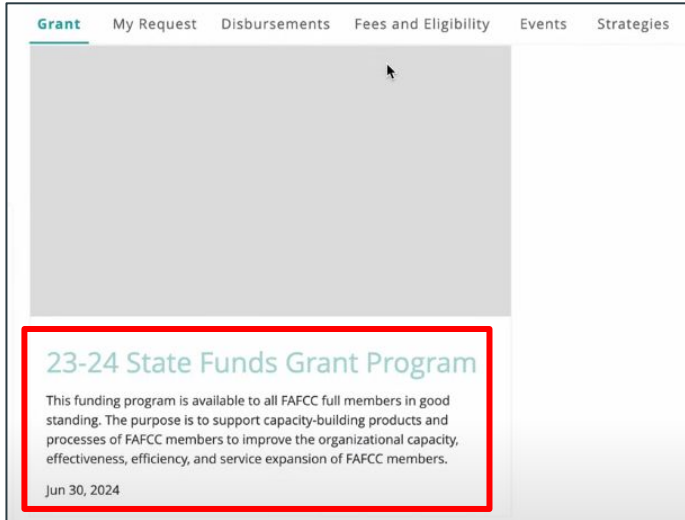 Grant My Request Disbursements Fees and Eligibility Events Strategies
23-24 State Funds Grant Program
This funding program is available to all FAFCC full members in good
standing. The purpose is to support capacity-building products and
processes of FAFCC members to improve the organizational capacity,
effectiveness, efficiency, and service expansion of FAFCC members.
Jun 30, 2024